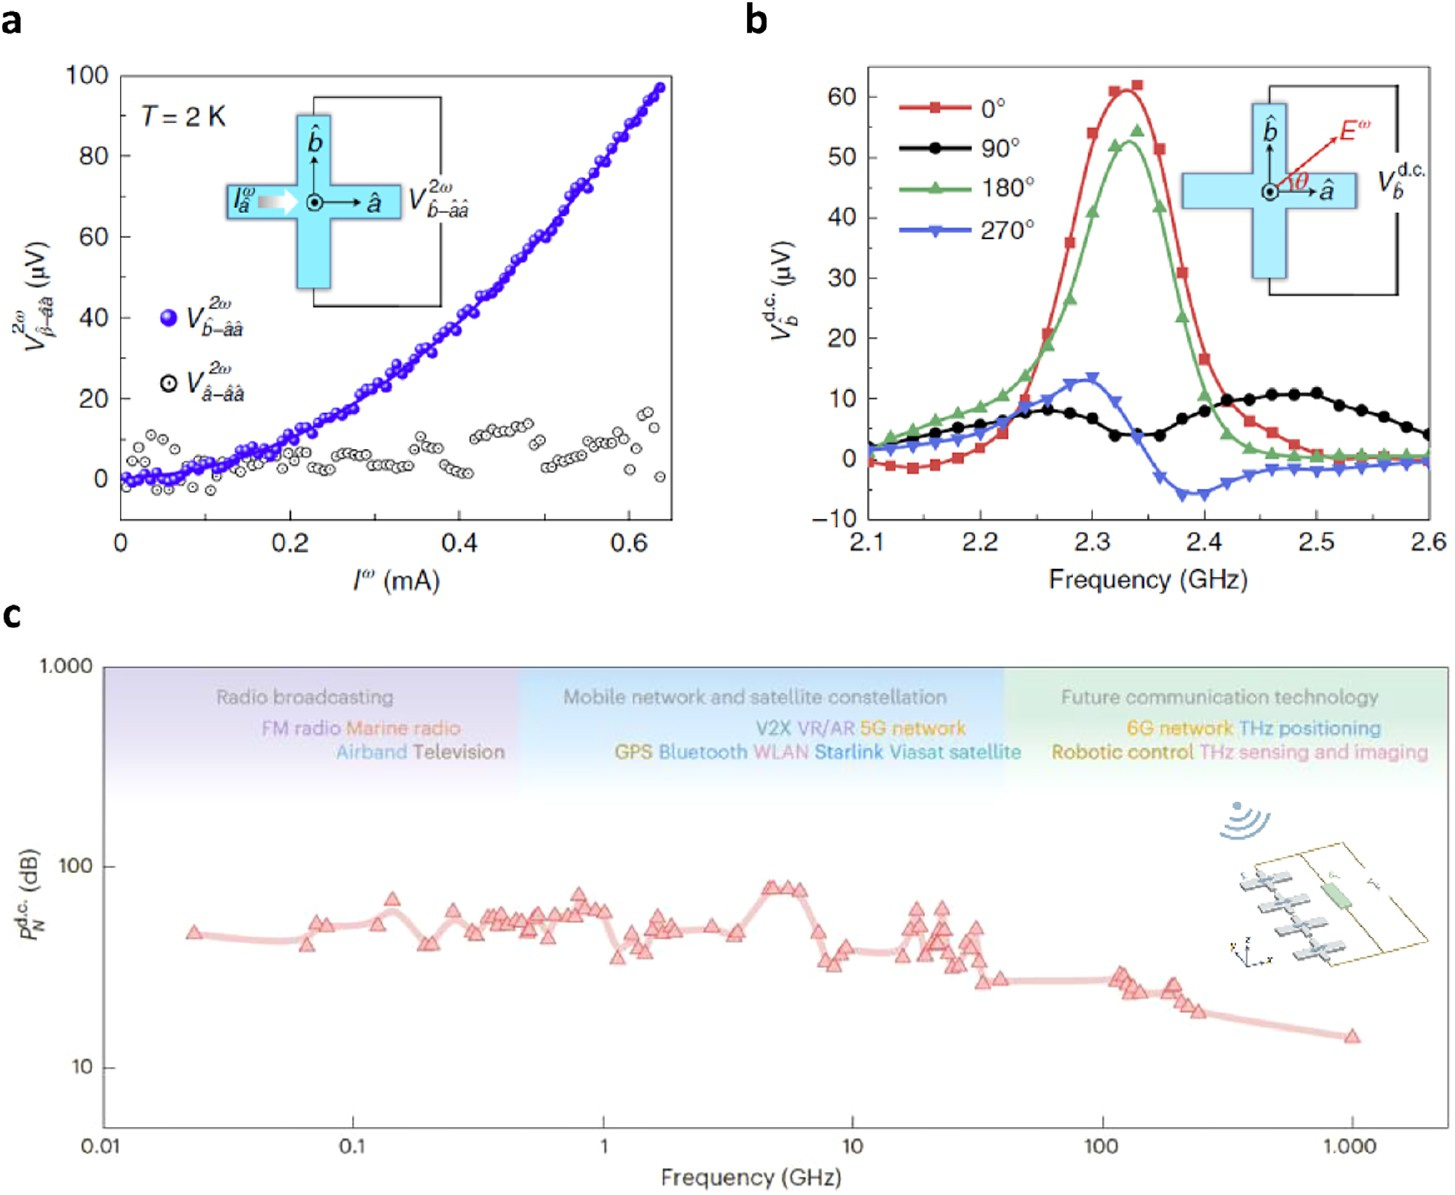 a
100
80
60
40
20
0
V^{2ω}_{β̂–ââ} (µV)
T = 2 K
b̂
I^ω_â
â
V^{2ω}_{b̂–ââ}
V^{2ω}_{b̂–ââ}
V^{2ω}_{â–ââ}
0 0.2 0.4 0.6
I^ω (mA)
b
60
50
40
30
20
10
0
−10
V^{d.c.}_{b̂} (µV)
0°
90°
180°
270°
b̂
E^ω
θ
â
V^{d.c.}_{b̂}
2.1 2.2 2.3 2.4 2.5 2.6
Frequency (GHz)
c
1.000
100
10
P^{d.c.}_N (dB)
Radio broadcasting
FM radio Marine radio
Airband Television
Mobile network and satellite constellation
V2X VR/AR 5G network
GPS Bluetooth WLAN Starlink Viasat satellite
Future communication technology
6G network THz positioning
Robotic control THz sensing and imaging
z
x
0.01 0.1 1 10 100 1.000
Frequency (GHz)